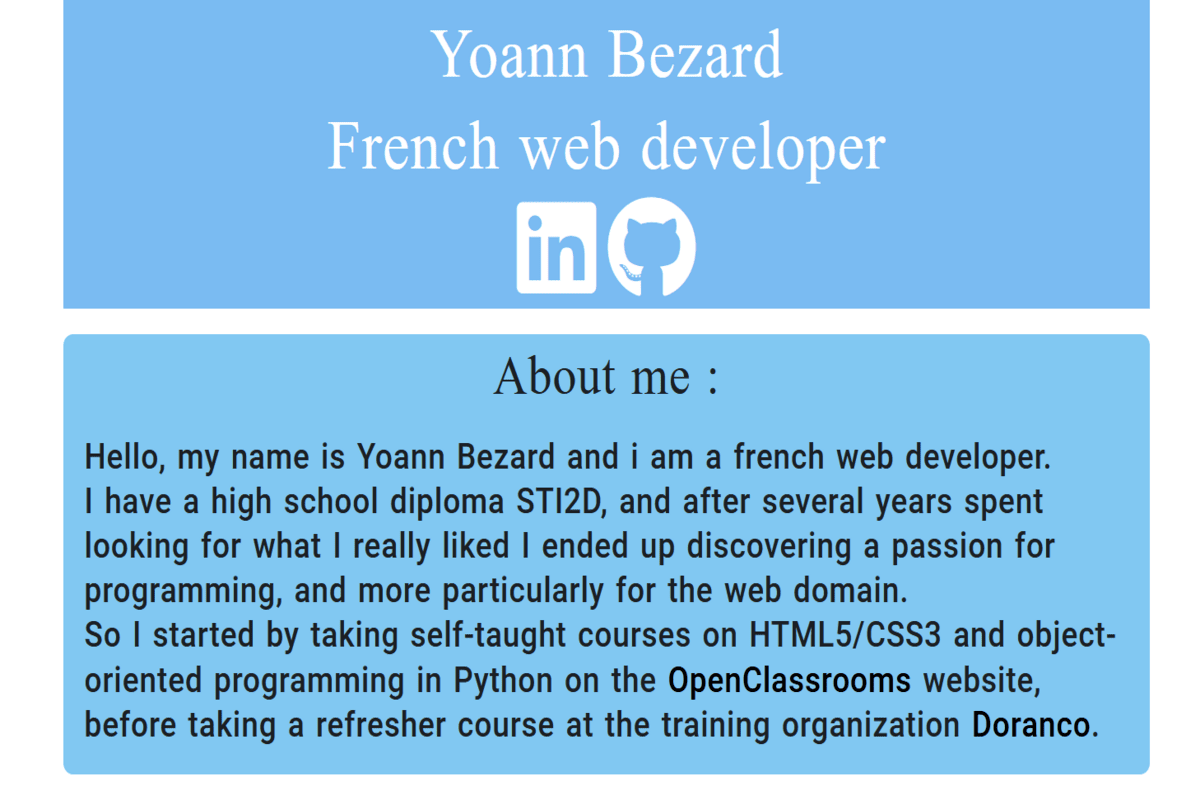 Yoann Bezard
French web developer
in
About me :
Hello, my name is Yoann Bezard and i am a french web developer.
I have a high school diploma STI2D, and after several years spent
looking for what I really liked I ended up discovering a passion for
programming, and more particularly for the web domain.
So I started by taking self-taught courses on HTML5/CSS3 and object-
oriented programming in Python on the OpenClassrooms website,
before taking a refresher course at the training organization Doranco.